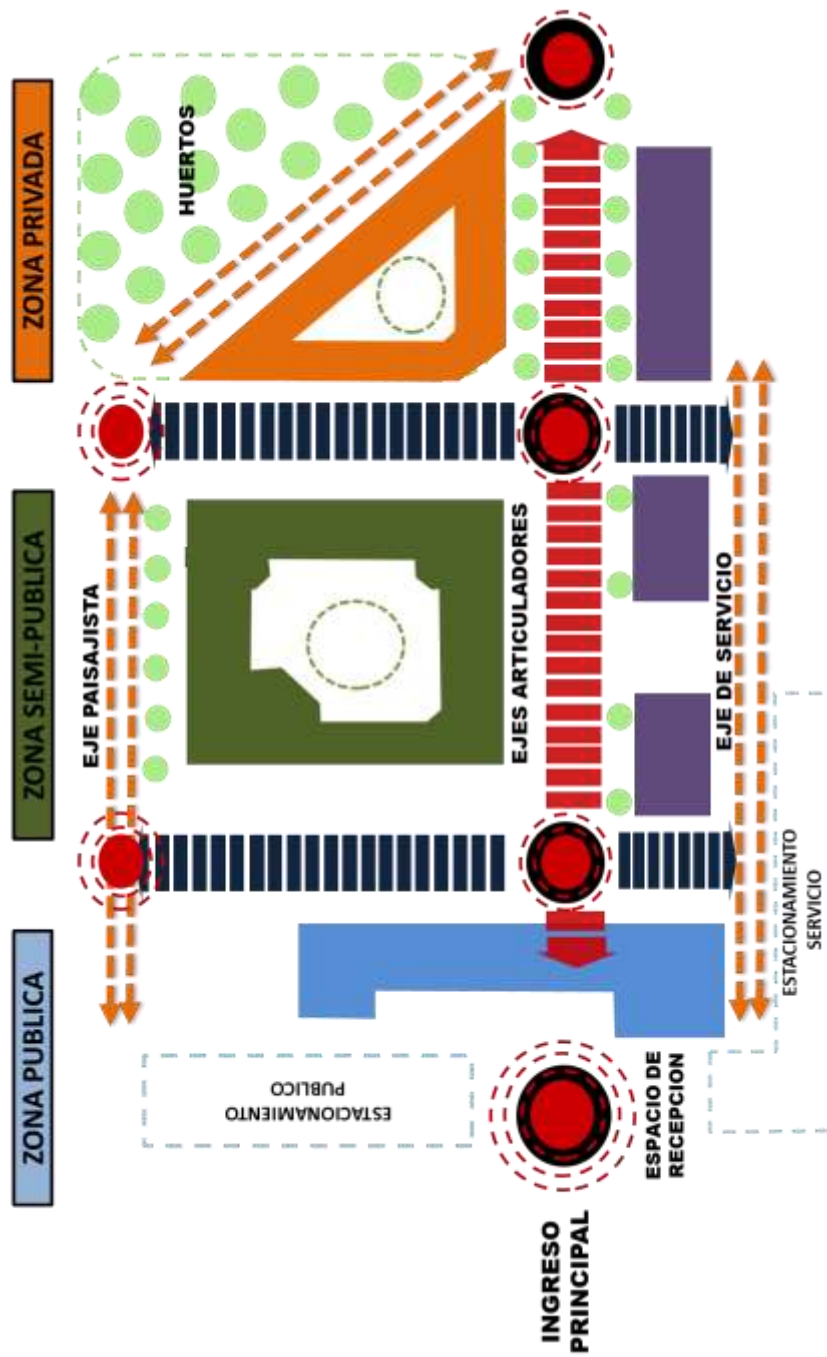 ZONA PUBLICA
ZONA SEMI-PUBLICA
ZONA PRIVADA
EJE PAISAJISTA
HUERTOS
ESTACIONAMIENTO
PUBLICO
EJES ARTICULADORES
INGRESO
PRINCIPAL
ESPACIO DE
RECEPCION
EJE DE SERVICIO
ESTACIONAMIENTO
SERVICIO